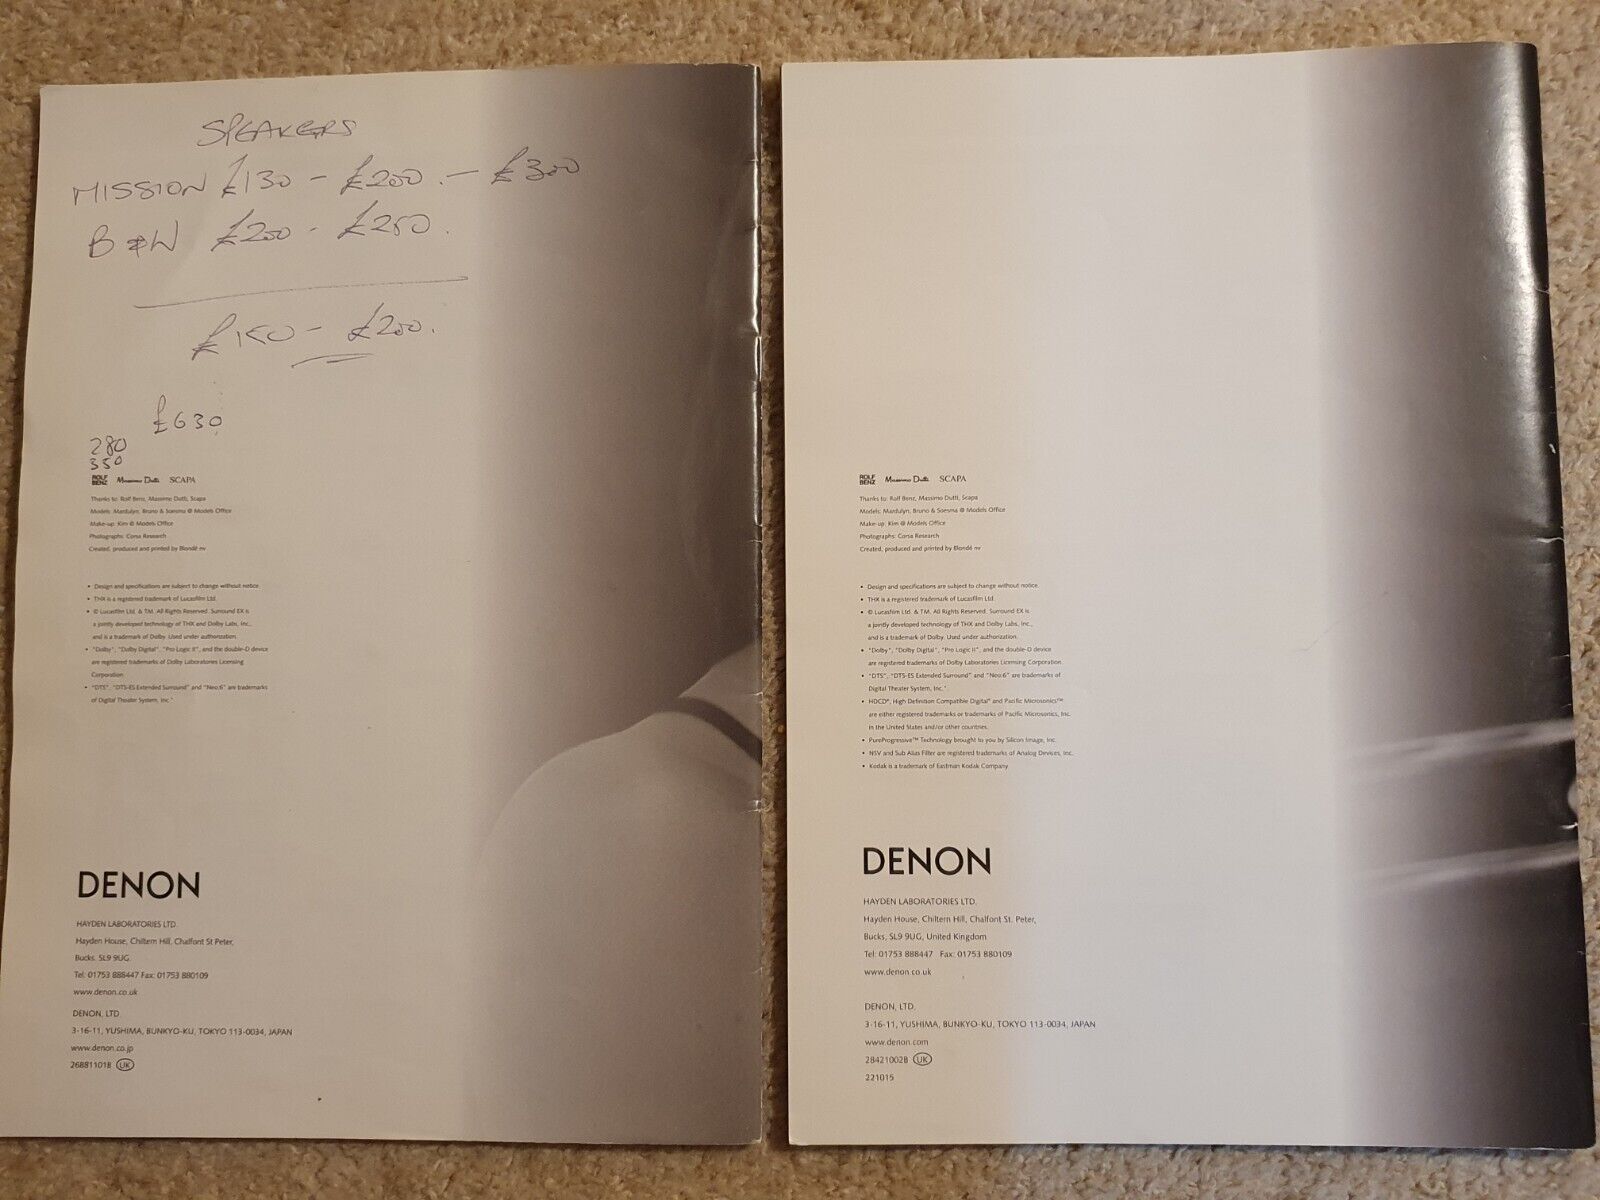 SPEAKERS
MISSION £130 - £200. - £300
B&W £200 - £250.
£150 - £200.
£630
280
350
ROLF BENZ Massimo Dutti SCAPA
Thanks to: Rolf Benz, Massimo Dutti, Scapa
Models: Mardulyn, Bruno & Soesma @ Models Office
Make-up: Kim @ Models Office
Photographs: Corsa Research
Created, produced and printed by Blondé nv
• Design and specifications are subject to change without notice.
• THX is a registered trademark of Lucasfilm Ltd.
• © Lucasfilm Ltd. & TM. All Rights Reserved. Surround EX is
a jointly developed technology of THX and Dolby Labs, Inc.,
and is a trademark of Dolby. Used under authorization.
• "Dolby", "Dolby Digital", "Pro Logic II", and the double-D device
are registered trademarks of Dolby Laboratories Licensing
Corporation.
• "DTS", "DTS-ES Extended Surround" and "Neo:6" are trademarks
of Digital Theater System, Inc."
DENON
HAYDEN LABORATORIES LTD.
Hayden House, Chiltern Hill, Chalfont St Peter,
Bucks. SL9 9UG.
Tel: 01753 888447 Fax: 01753 880109
www.denon.co.uk
DENON, LTD.
3-16-11, YUSHIMA, BUNKYO-KU, TOKYO 113-0034, JAPAN
www.denon.co.jp
26881101B UK
ROLF BENZ Massimo Dutti SCAPA
Thanks to: Rolf Benz, Massimo Dutti, Scapa
Models: Mardulyn, Bruno & Soesma @ Models Office
Make-up: Kim @ Models Office
Photographs: Corsa Research
Created, produced and printed by Blondé nv
• Design and specifications are subject to change without notice.
• THX is a registered trademark of Lucasfilm Ltd.
• © Lucasfilm Ltd. & TM. All Rights Reserved. Surround EX is
a jointly developed technology of THX and Dolby Labs, Inc.,
and is a trademark of Dolby. Used under authorization.
• "Dolby", "Dolby Digital", "Pro Logic II", and the double-D device
are registered trademarks of Dolby Laboratories Licensing Corporation.
• "DTS", "DTS-ES Extended Surround" and "Neo:6" are trademarks of
Digital Theater System, Inc.".
• HDCD®, High Definition Compatible Digital® and Pacific Microsonics™
are either registered trademarks or trademarks of Pacific Microsonics, Inc.
in the United States and/or other countries.
• PureProgressive™ Technology brought to you by Silicon Image, Inc.
• NSV and Sub Alias Filter are registered trademarks of Analog Devices, Inc.
• Kodak is a trademark of Eastman Kodak Company
DENON
HAYDEN LABORATORIES LTD.
Hayden House, Chiltern Hill, Chalfont St. Peter,
Bucks, SL9 9UG, United Kingdom
Tel: 01753 888447 Fax: 01753 880109
www.denon.co.uk
DENON, LTD.
3-16-11, YUSHIMA, BUNKYO-KU, TOKYO 113-0034, JAPAN
www.denon.com
28421002B UK
221015